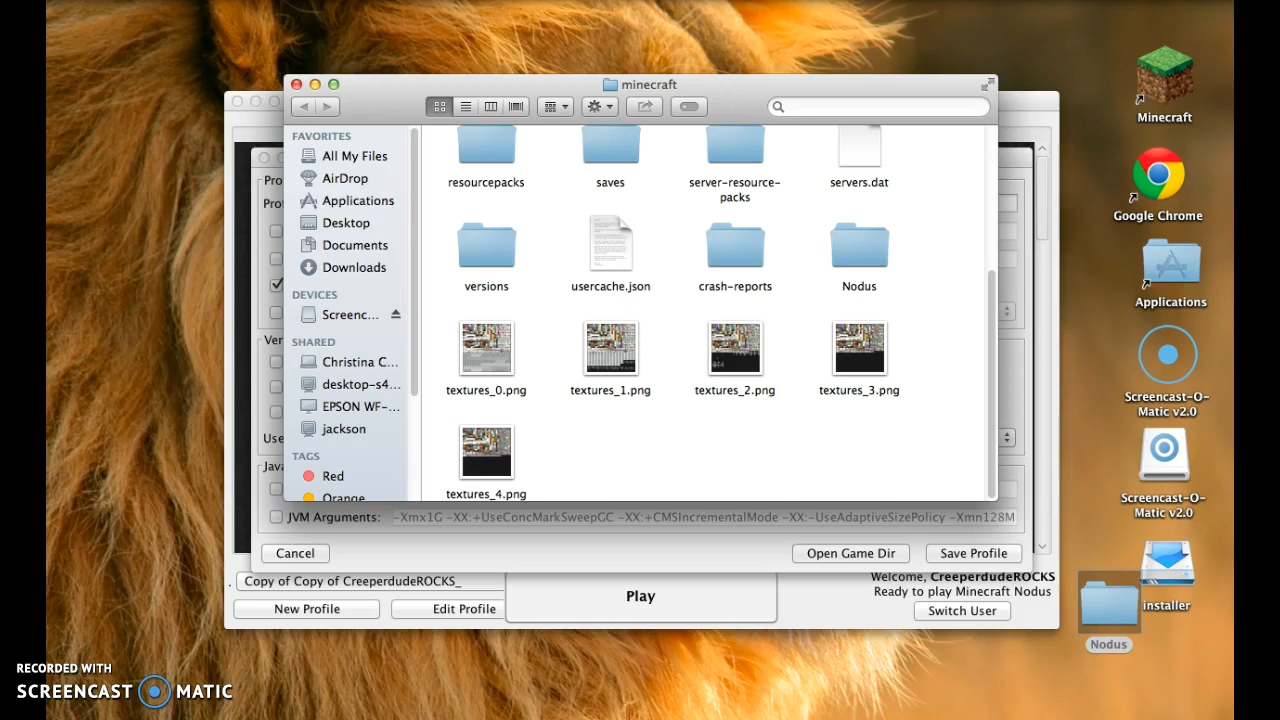 minecraft
FAVORITES
All My Files
AirDrop
Applications
Desktop
Documents
Downloads
DEVICES
Screenc...
SHARED
Christina C...
desktop-s4...
EPSON WF-...
jackson
TAGS
Red
Orange
resourcepacks
saves
server-resource-
packs
servers.dat
versions
usercache.json
crash-reports
Nodus
textures_0.png
textures_1.png
textures_2.png
textures_3.png
textures_4.png
Pro
Prof
Ver
Use
Java
JVM Arguments: -Xmx1G -XX:+UseConcMarkSweepGC -XX:+CMSIncrementalMode -XX:-UseAdaptiveSizePolicy -Xmn128M
Cancel
Open Game Dir
Save Profile
Copy of Copy of CreeperdudeROCKS_
New Profile
Edit Profile
Play
Welcome, CreeperdudeROCKS
Ready to play Minecraft Nodus
Switch User
Minecraft
Google Chrome
Applications
Screencast-O-
Matic v2.0
Screencast-O-
Matic v2.0
installer
Nodus
RECORDED WITH
SCREENCAST MATIC